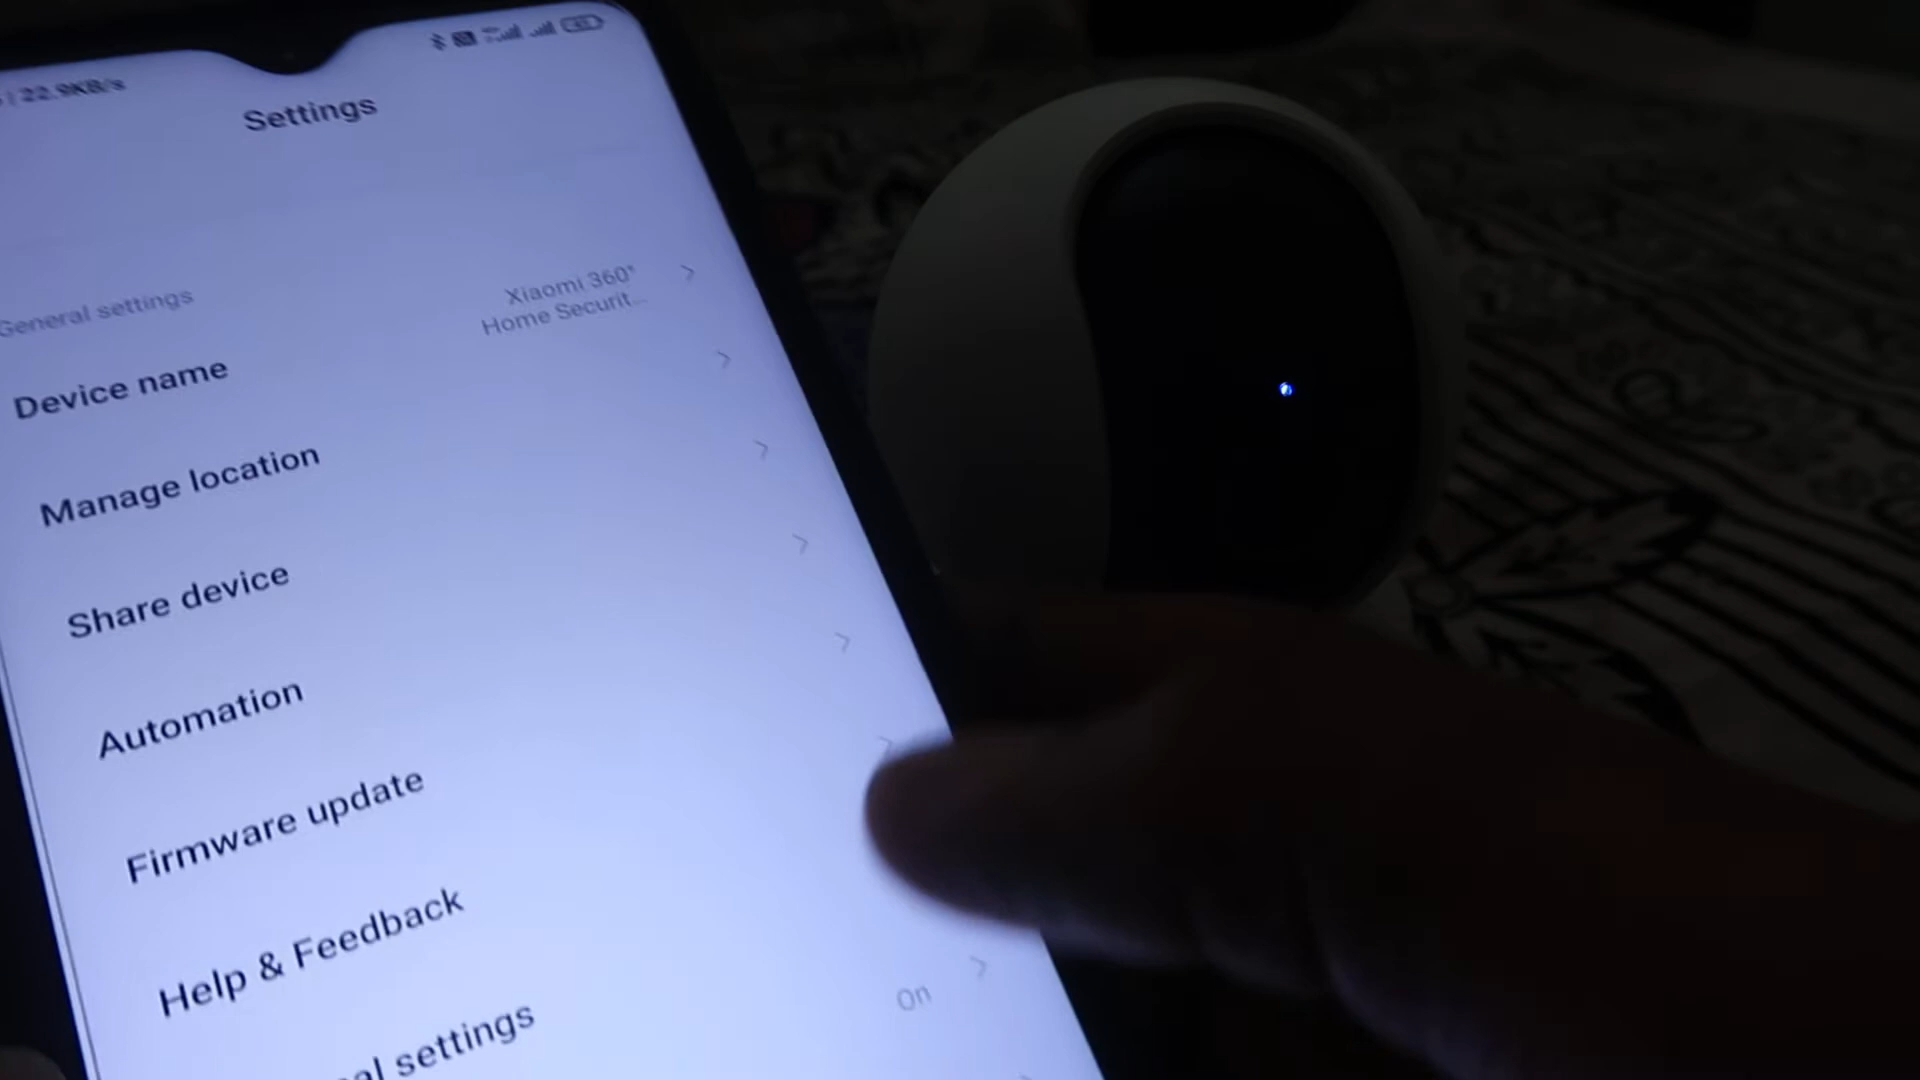 22.9KB/s
Settings
General settings
Xiaomi 360°
Home Securit...
Device name
Manage location
Share device
Automation
Firmware update
Help & Feedback
On
al settings